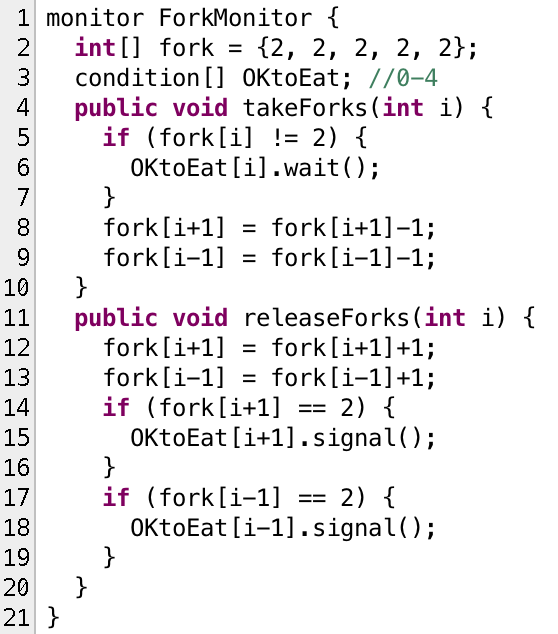 1 monitor ForkMonitor {
2   int[] fork = {2, 2, 2, 2, 2};
3   condition[] OKtoEat; //0-4
4   public void takeForks(int i) {
5     if (fork[i] != 2) {
6       OKtoEat[i].wait();
7     }
8     fork[i+1] = fork[i+1]-1;
9     fork[i-1] = fork[i-1]-1;
10   }
11   public void releaseForks(int i) {
12     fork[i+1] = fork[i+1]+1;
13     fork[i-1] = fork[i-1]+1;
14     if (fork[i+1] == 2) {
15       OKtoEat[i+1].signal();
16     }
17     if (fork[i-1] == 2) {
18       OKtoEat[i-1].signal();
19     }
20   }
21 }